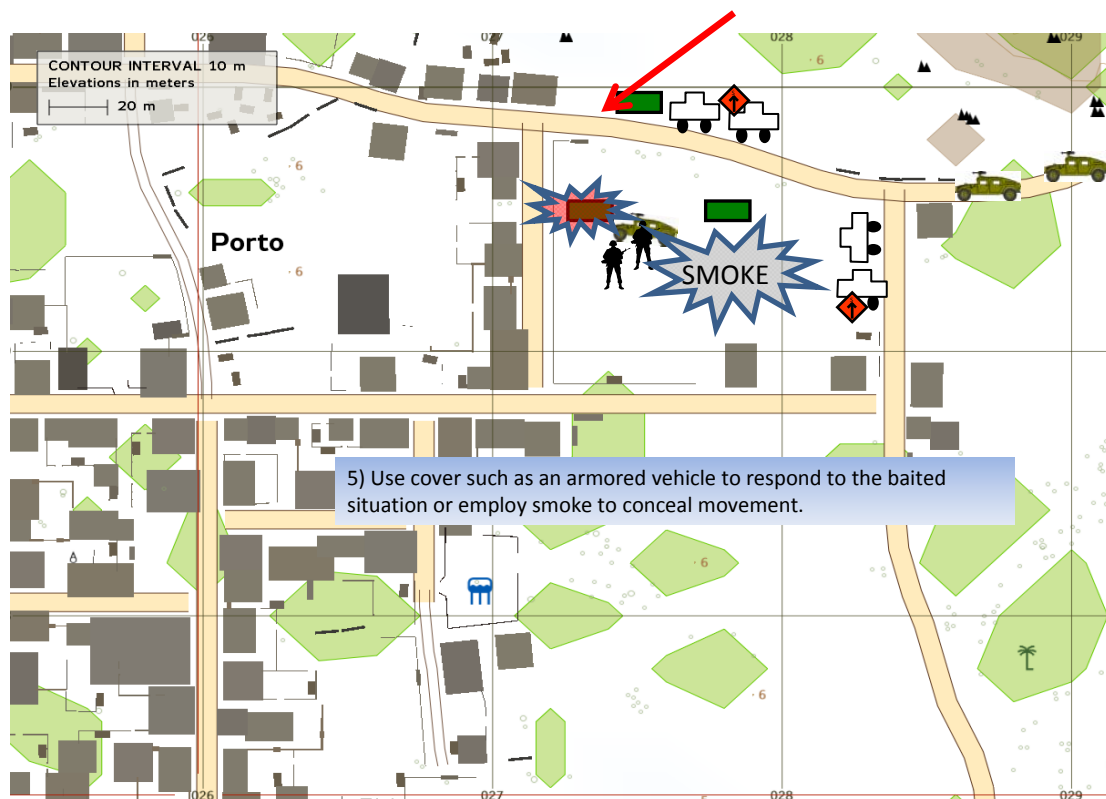 026
027
028
029
CONTOUR INTERVAL 10 m
Elevations in meters
20 m
· 6
· 6
Porto
· 6
SMOKE
5) Use cover such as an armored vehicle to respond to the baited
situation or employ smoke to conceal movement.
· 6
· 6
026
027
028
029